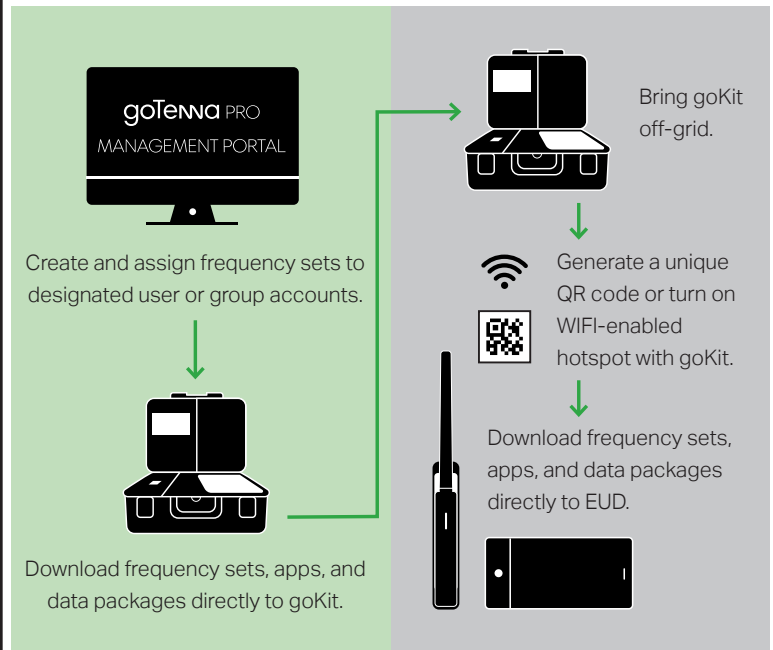 goTenna PRO
MANAGEMENT PORTAL
Create and assign frequency sets to
designated user or group accounts.
Download frequency sets, apps, and
data packages directly to goKit.
Bring goKit
off-grid.
Generate a unique
QR code or turn on
WIFI-enabled
hotspot with goKit.
Download frequency sets,
apps, and data packages
directly to EUD.